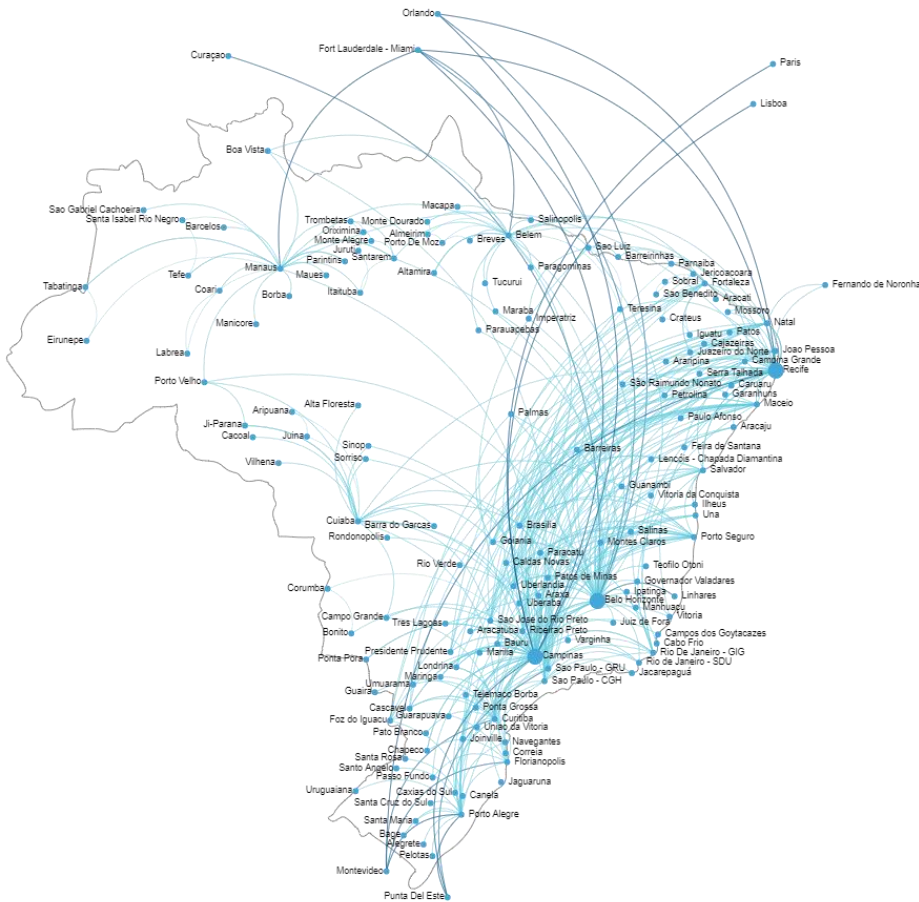 Orlando
Fort Lauderdale - Miami
Curaçao
Paris
Lisboa
Boa Vista
Macapa
Sao Gabriel Cachoeira
Santa Isabel Rio Negro
Barcelos
Trombetas
Monte Dourado
Salinopolis
Oriximina
Almeirim
Monte Alegre
Porto De Moz
Breves
Belem
Juruti
Sao Luiz
Barreirinhas
Parintins
Santarem
Manaus
Maues
Altamira
Paragominas
Parnaiba
Jericoacoara
Tefe
Tabatinga
Coari
Borba
Itaituba
Tucurui
Sobral
Fortaleza
Fernando de Noronha
Sao Benedito
Aracati
Maraba
Imperatriz
Teresina
Mossoro
Crateus
Manicore
Parauapebas
Natal
Eirunepe
Iguatu
Patos
Cajazeiras
Labrea
Juazeiro do Norte
Joao Pessoa
Araripina
Campina Grande
Serra Talhada
Recife
Porto Velho
São Raimundo Nonato
Caruaru
Petrolina
Garanhuns
Alta Floresta
Maceio
Aripuana
Palmas
Paulo Afonso
Ji-Parana
Aracaju
Cacoal
Juina
Sinop
Barreiras
Feira de Santana
Sorriso
Vilhena
Lencois - Chapada Diamantina
Salvador
Guanambi
Vitoria da Conquista
Ilheus
Una
Cuiaba
Barra do Garcas
Brasilia
Salinas
Rondonopolis
Goiania
Montes Claros
Porto Seguro
Paracatu
Rio Verde
Caldas Novas
Teofilo Otoni
Patos de Minas
Governador Valadares
Corumba
Uberlandia
Araxa
Ipatinga
Linhares
Uberaba
Belo Horizonte
Manhuacu
Campo Grande
Vitoria
Tres Lagoas
Sao Jose do Rio Preto
Juiz de Fora
Bonito
Aracatuba
Ribeirao Preto
Campos dos Goytacazes
Varginha
Bauru
Cabo Frio
Presidente Prudente
Marilia
Rio De Janeiro - GIG
Ponta Pora
Campinas
Rio de Janeiro - SDU
Londrina
Sao Paulo - GRU
Jacarepaguá
Maringa
Sao Paulo - CGH
Umuarama
Guaira
Telemaco Borba
Cascavel
Ponta Grossa
Foz do Iguacu
Guarapuava
Curitiba
Uniao da Vitoria
Pato Branco
Joinville
Navegantes
Chapeco
Correia
Santa Rosa
Florianopolis
Santo Angelo
Passo Fundo
Jaguaruna
Uruguaiana
Caxias do Sul
Canela
Santa Cruz do Sul
Porto Alegre
Santa Maria
Bage
Alegrete
Pelotas
Montevideo
Punta Del Este